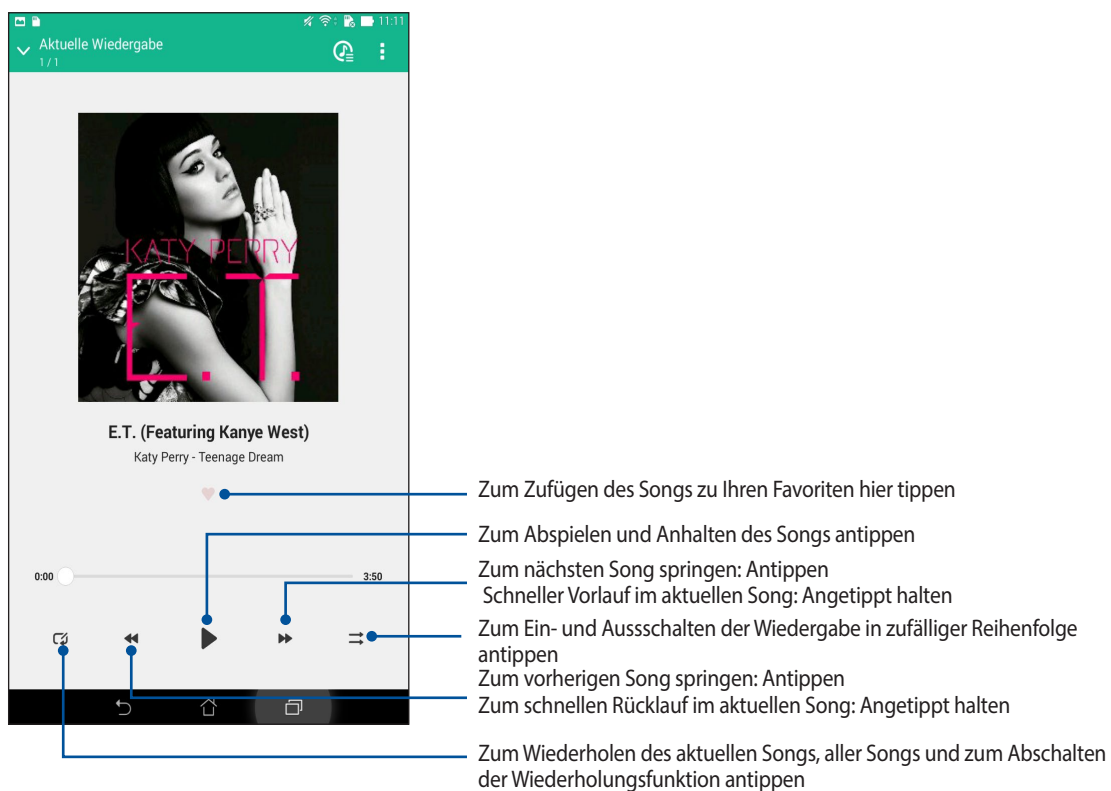 11:11
Aktuelle Wiedergabe
1 / 1
KATY PERRY
E.T.
E.T. (Featuring Kanye West)
Katy Perry - Teenage Dream
Zum Zufügen des Songs zu Ihren Favoriten hier tippen
Zum Abspielen und Anhalten des Songs antippen
0:00
3:50
Zum nächsten Song springen: Antippen
Schneller Vorlauf im aktuellen Song: Angetippt halten
Zum Ein- und Aussschalten der Wiedergabe in zufälliger Reihenfolge
antippen
Zum vorherigen Song springen: Antippen
Zum schnellen Rücklauf im aktuellen Song: Angetippt halten
Zum Wiederholen des aktuellen Songs, aller Songs und zum Abschalten
der Wiederholungsfunktion antippen